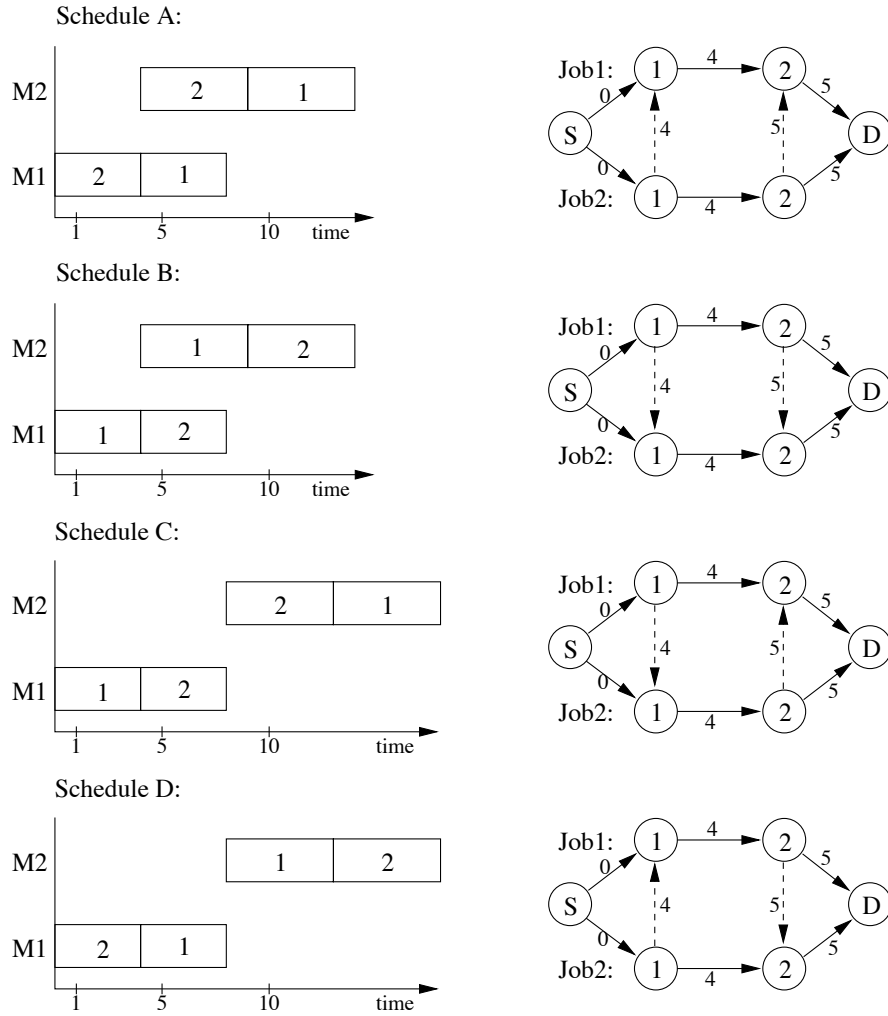 Schedule A:
M2 2 1
M1 2 1
1 5 10 time
Job1: 1 4 2
0 5
S 4 5 D
0 5
Job2: 1 4 2
Schedule B:
M2 1 2
M1 1 2
1 5 10 time
Job1: 1 4 2
0 5
S 4 5 D
0 5
Job2: 1 4 2
Schedule C:
M2 2 1
M1 1 2
1 5 10 time
Job1: 1 4 2
0 5
S 4 5 D
0 5
Job2: 1 4 2
Schedule D:
M2 1 2
M1 2 1
1 5 10 time
Job1: 1 4 2
0 5
S 4 5 D
0 5
Job2: 1 4 2